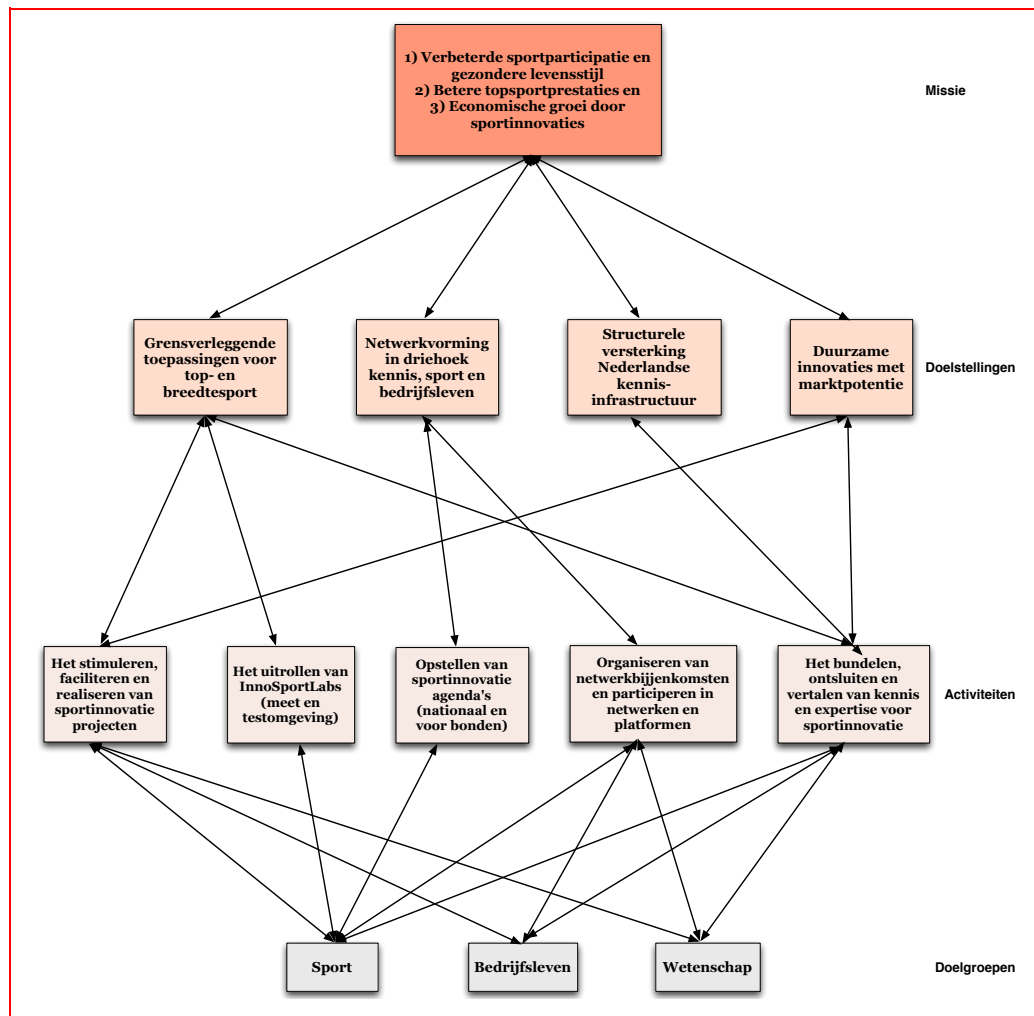 1) Verbeterde sportparticipatie en
gezondere levensstijl
2) Betere topsportprestaties en
3) Economische groei door
sportinnovaties
Missie
Grensverleggende
toepassingen voor
top- en
breedtesport
Netwerkvorming
in driehoek
kennis, sport en
bedrijfsleven
Structurele
versterking
Nederlandse
kennis-
infrastructuur
Duurzame
innovaties met
marktpotentie
Doelstellingen
Het stimuleren,
faciliteren en
realiseren van
sportinnovatie
projecten
Het uitrollen van
InnoSportLabs
(meet en
testomgeving)
Opstellen van
sportinnovatie
agenda's
(nationaal en
voor bonden)
Organiseren van
netwerkbijjenkomsten
en participeren in
netwerken en
platformen
Het bundelen,
ontsluiten en
vertalen van kennis
en expertise voor
sportinnovatie
Activiteiten
Sport
Bedrijfsleven
Wetenschap
Doelgroepen